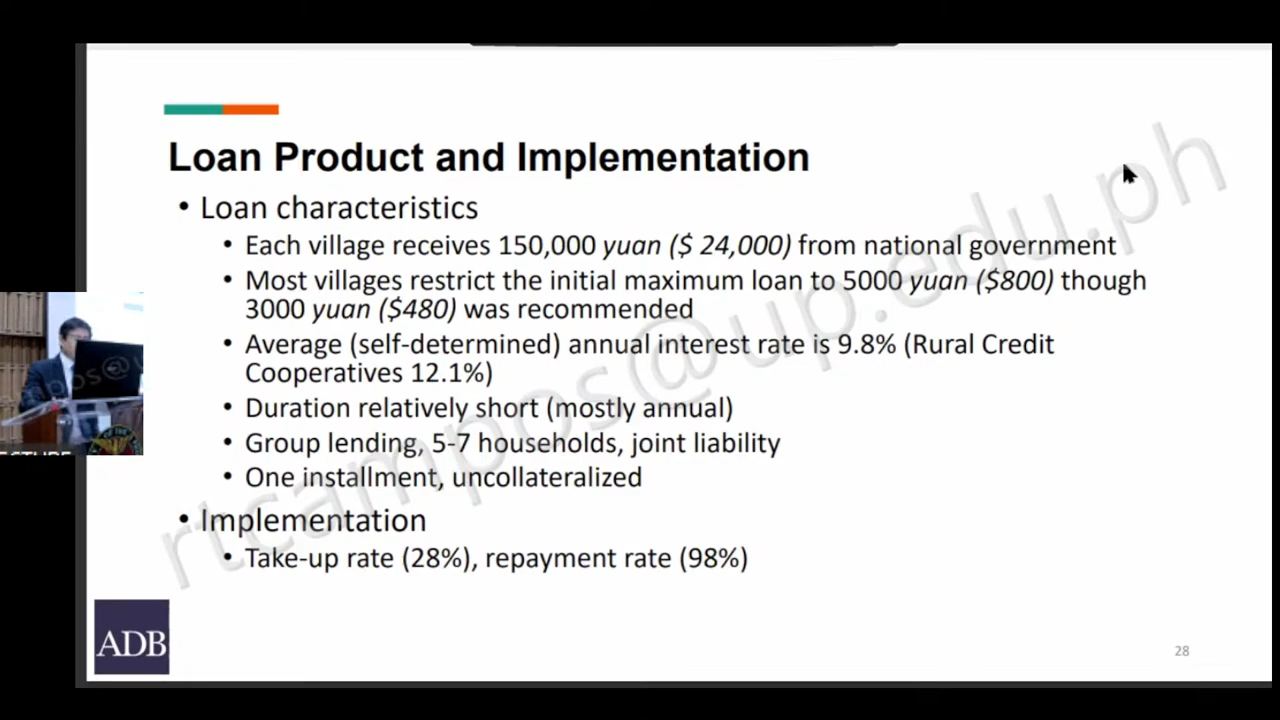 Loan Product and Implementation
• Loan characteristics
• Each village receives 150,000 yuan ($ 24,000) from national government
• Most villages restrict the initial maximum loan to 5000 yuan ($800) though
3000 yuan ($480) was recommended
• Average (self-determined) annual interest rate is 9.8% (Rural Credit
Cooperatives 12.1%)
• Duration relatively short (mostly annual)
• Group lending, 5-7 households, joint liability
• One installment, uncollateralized
• Implementation
• Take-up rate (28%), repayment rate (98%)
rtcampos@up.edu.ph
ADB
28